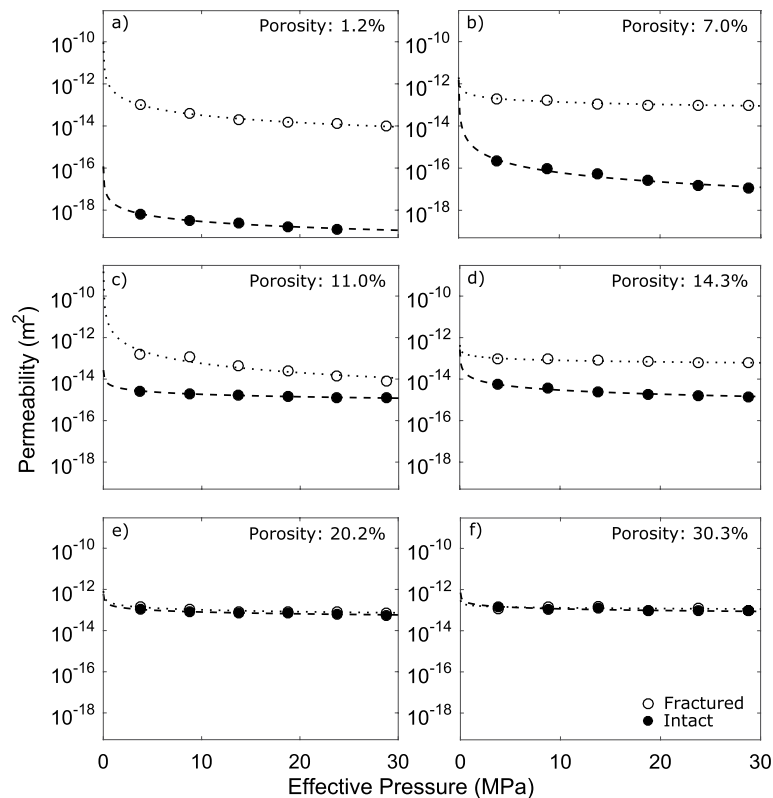 a) Porosity: 1.2%
10⁻¹⁰
10⁻¹²
10⁻¹⁴
10⁻¹⁶
10⁻¹⁸
b) Porosity: 7.0%
10⁻¹⁰
10⁻¹²
10⁻¹⁴
10⁻¹⁶
10⁻¹⁸
c) Porosity: 11.0%
10⁻¹⁰
10⁻¹²
10⁻¹⁴
10⁻¹⁶
10⁻¹⁸
d) Porosity: 14.3%
10⁻¹⁰
10⁻¹²
10⁻¹⁴
10⁻¹⁶
10⁻¹⁸
Permeability (m²)
e) Porosity: 20.2%
10⁻¹⁰
10⁻¹²
10⁻¹⁴
10⁻¹⁶
10⁻¹⁸
0 10 20 30
f) Porosity: 30.3%
10⁻¹⁰
10⁻¹²
10⁻¹⁴
10⁻¹⁶
10⁻¹⁸
Fractured
Intact
0 10 20 30
Effective Pressure (MPa)